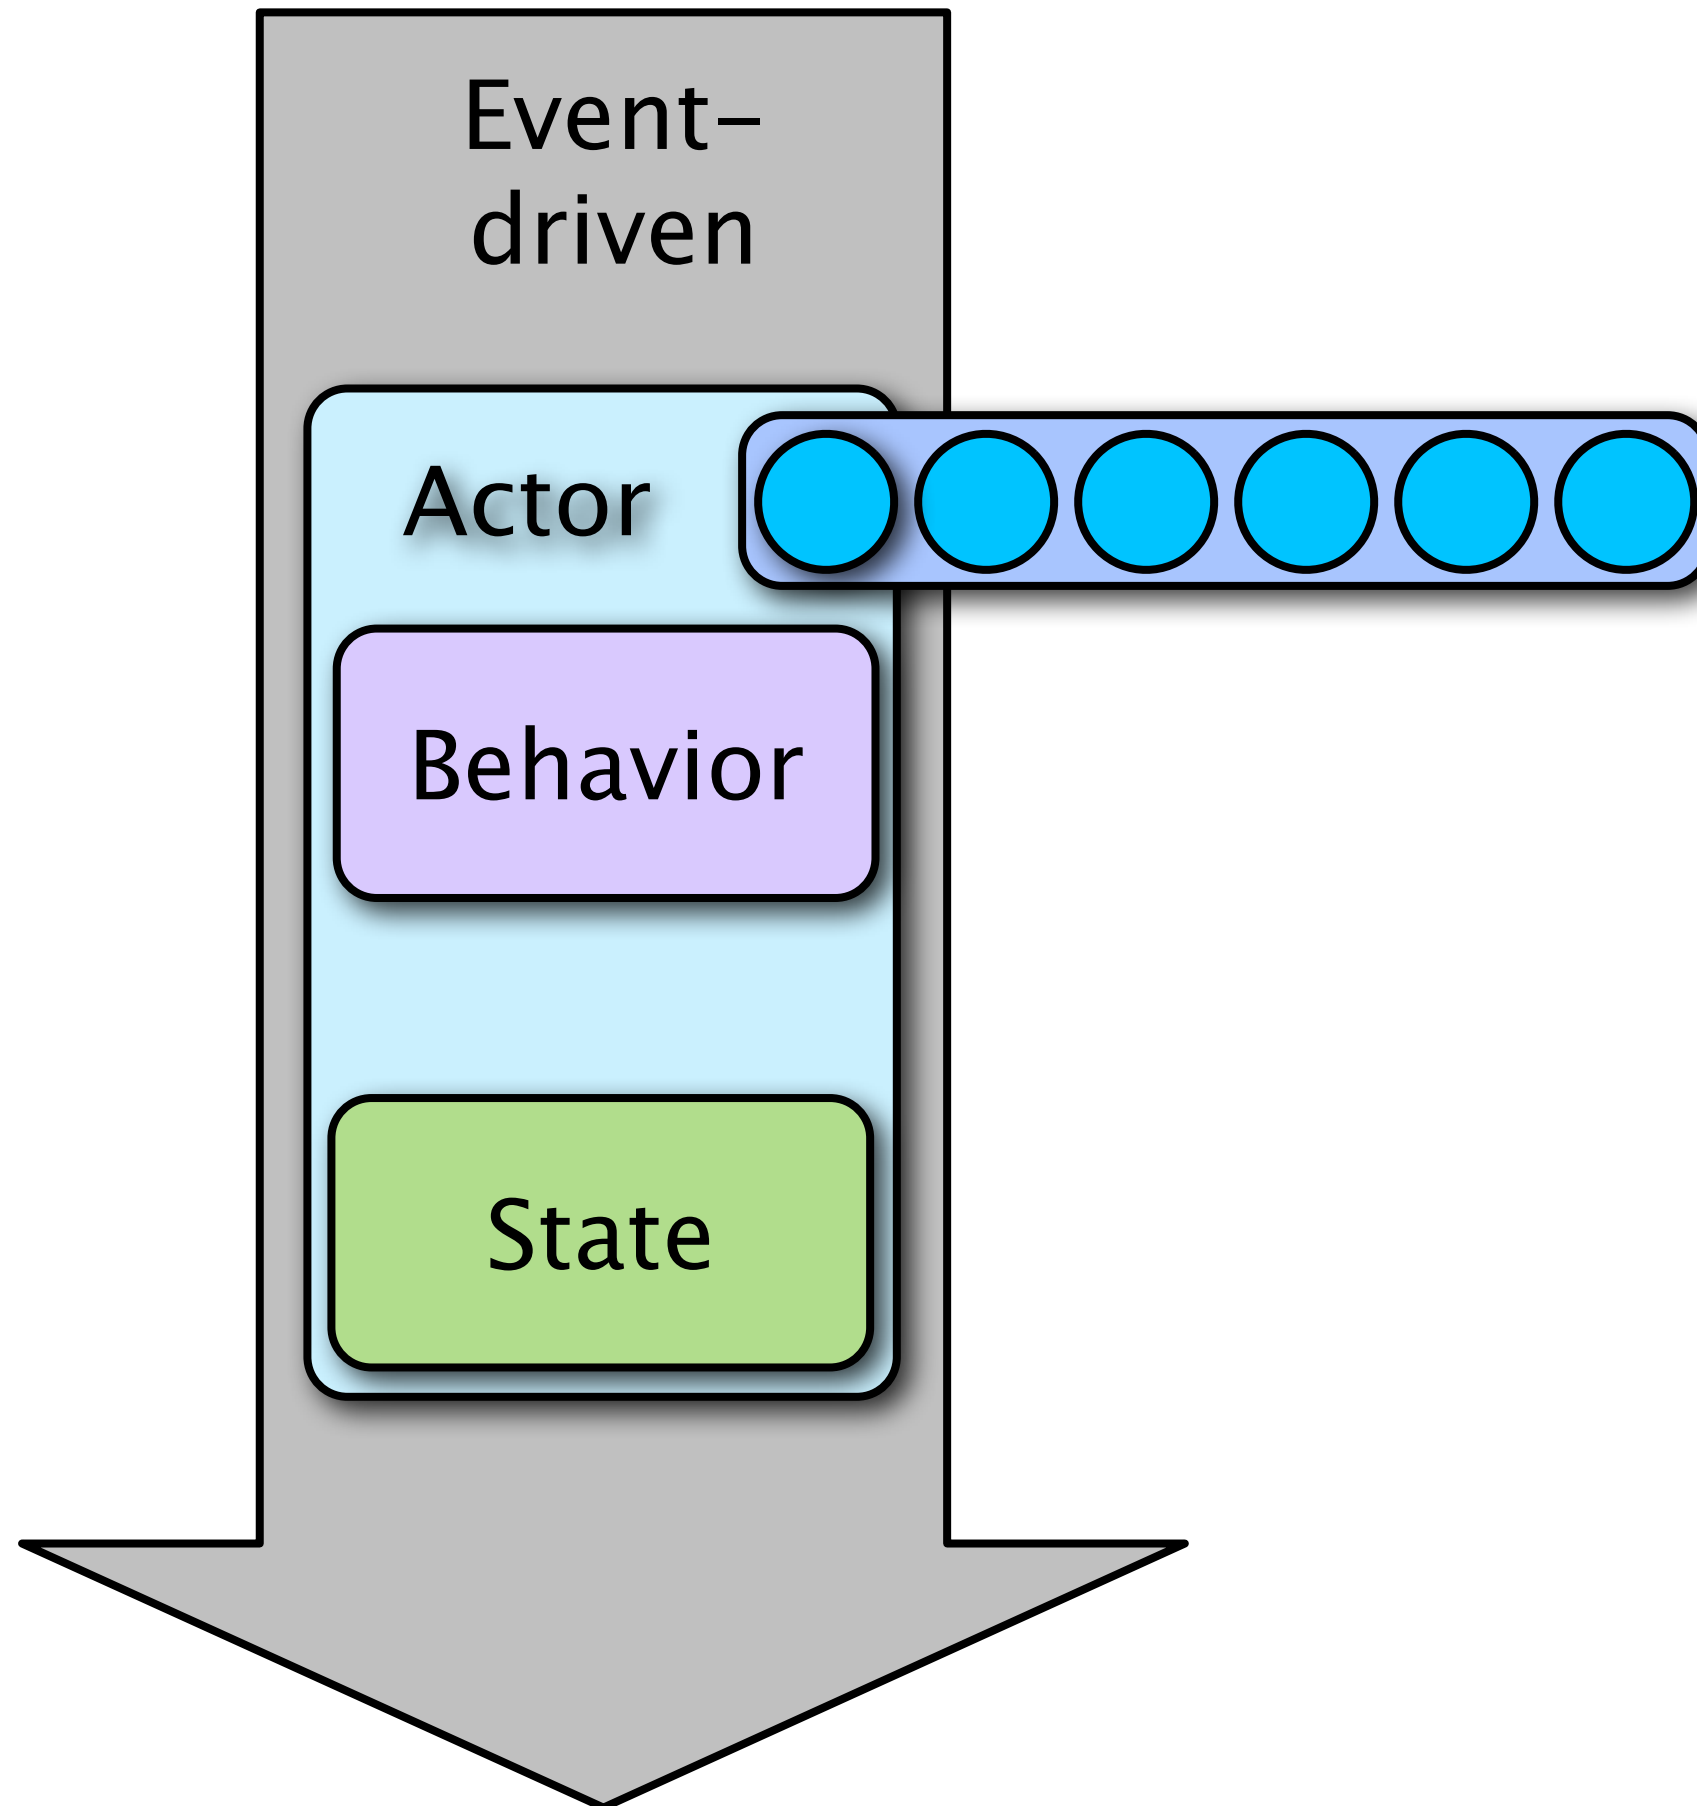 Event-
driven
Actor
Behavior
State